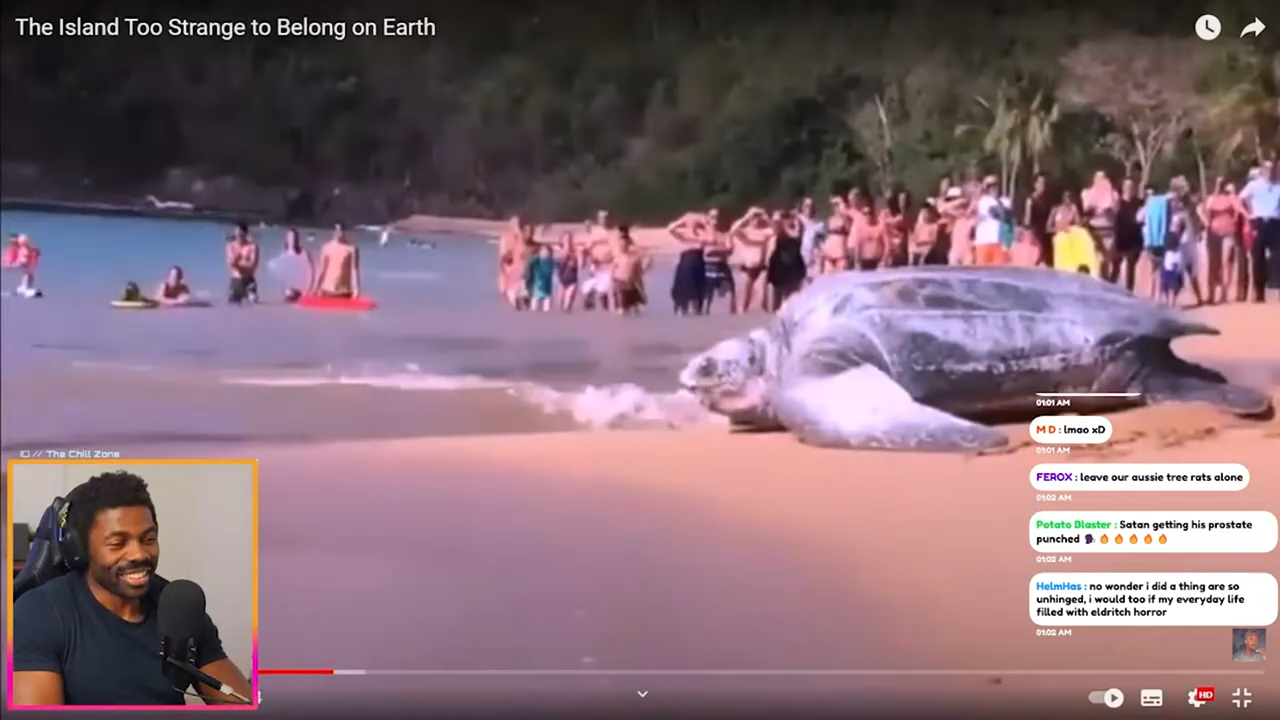 The Island Too Strange to Belong on Earth
01:01 AM
M D : lmao xD
01:01 AM
FEROX : leave our aussie tree rats alone
01:02 AM
Potato Blaster : Satan getting his prostate
punched 🗣 🔥 🔥 🔥 🔥 🔥
01:02 AM
HelmHas : no wonder i did a thing are so
unhinged, i would too if my everyday life
filled with eldritch horror
01:02 AM
// The Chill Zone
HD